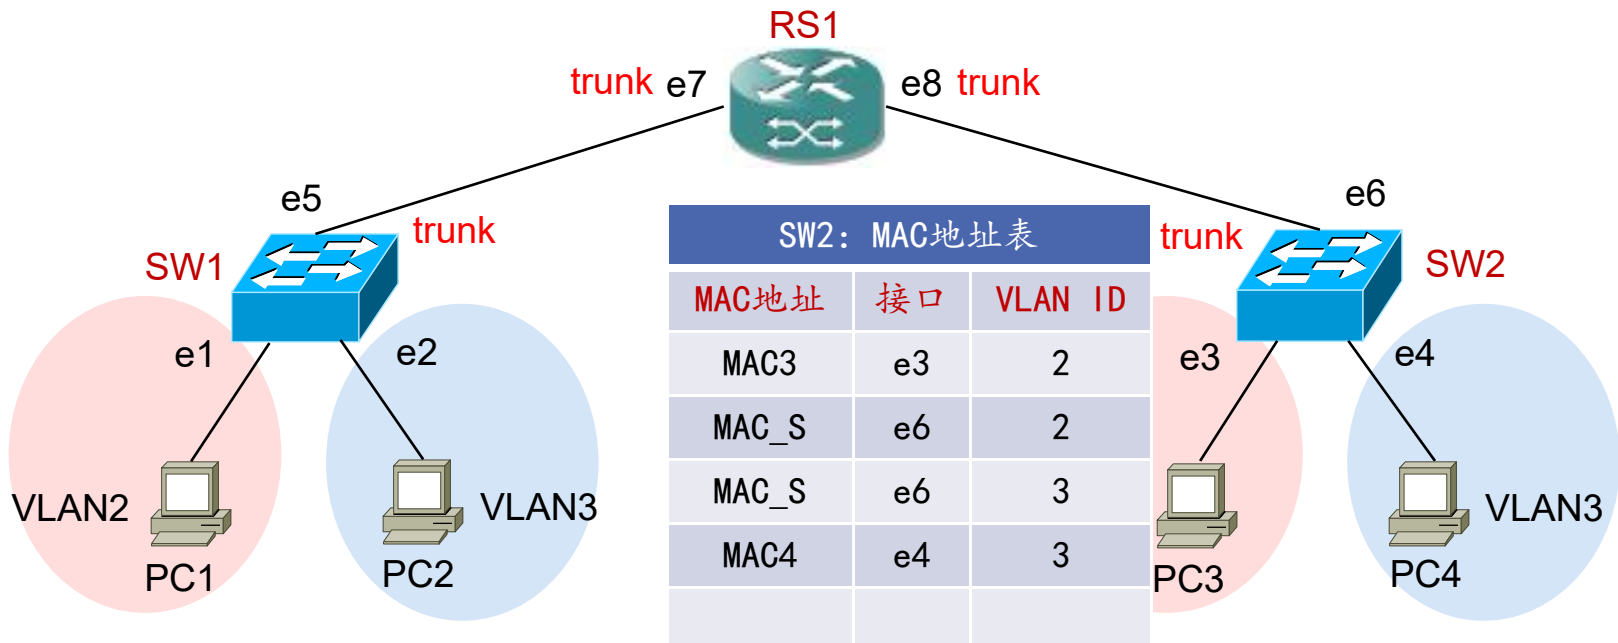 RS1
trunk e7
e8 trunk
e5
trunk
SW1
e6
trunk
SW2
SW2: MAC地址表
MAC地址 接口 VLAN ID
MAC3 e3 2
MAC_S e6 2
MAC_S e6 3
MAC4 e4 3
e1
e2
e3
e4
VLAN2
VLAN3
VLAN3
PC1
PC2
PC3
PC4